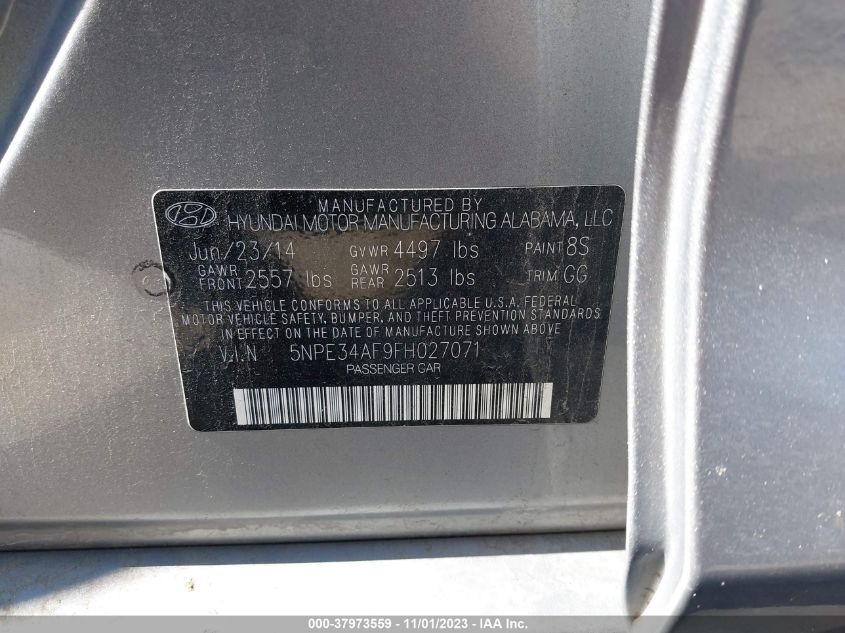 MANUFACTURED BY
HYUNDAI MOTOR MANUFACTURING ALABAMA, LLC
Jun/23/14 GVWR 4497 lbs PAINT 8S
GAWR FRONT 2557 lbs GAWR REAR 2513 lbs TRIM GG
THIS VEHICLE CONFORMS TO ALL APPLICABLE U.S.A. FEDERAL
MOTOR VEHICLE SAFETY, BUMPER, AND THEFT PREVENTION STANDARDS
IN EFFECT ON THE DATE OF MANUFACTURE SHOWN ABOVE
V.I.N 5NPE34AF9FH027071
PASSENGER CAR
000-37973559 - 11/01/2023 - © IAA Inc.